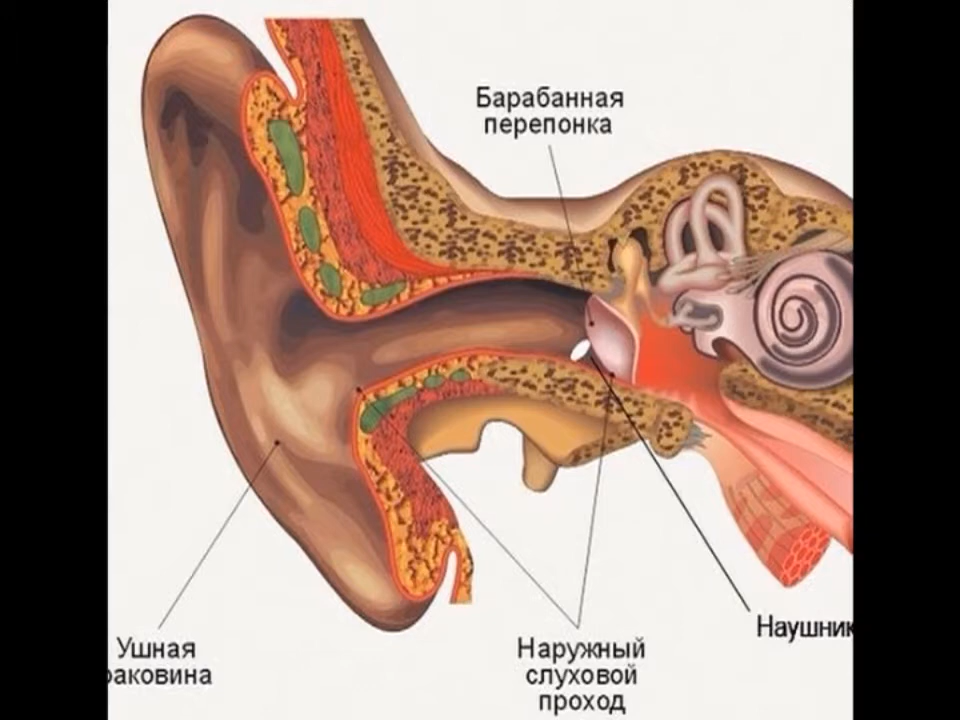 Барабанная
перепонка
Наушник
Ушная
раковина
Наружный
слуховой
проход